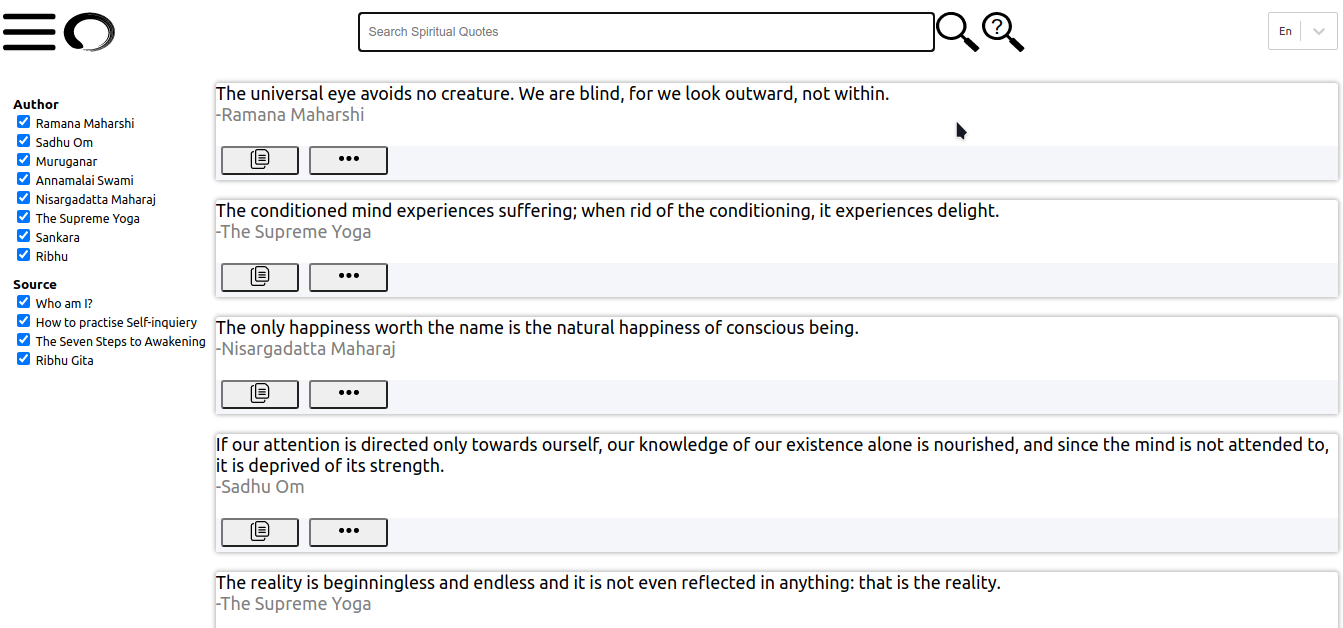 Search Spiritual Quotes
?
En
Author
Ramana Maharshi
Sadhu Om
Muruganar
Annamalai Swami
Nisargadatta Maharaj
The Supreme Yoga
Sankara
Ribhu
Source
Who am I?
How to practise Self-inquiery
The Seven Steps to Awakening
Ribhu Gita
The universal eye avoids no creature. We are blind, for we look outward, not within.
-Ramana Maharshi
The conditioned mind experiences suffering; when rid of the conditioning, it experiences delight.
-The Supreme Yoga
The only happiness worth the name is the natural happiness of conscious being.
-Nisargadatta Maharaj
If our attention is directed only towards ourself, our knowledge of our existence alone is nourished, and since the mind is not attended to,
it is deprived of its strength.
-Sadhu Om
The reality is beginningless and endless and it is not even reflected in anything: that is the reality.
-The Supreme Yoga